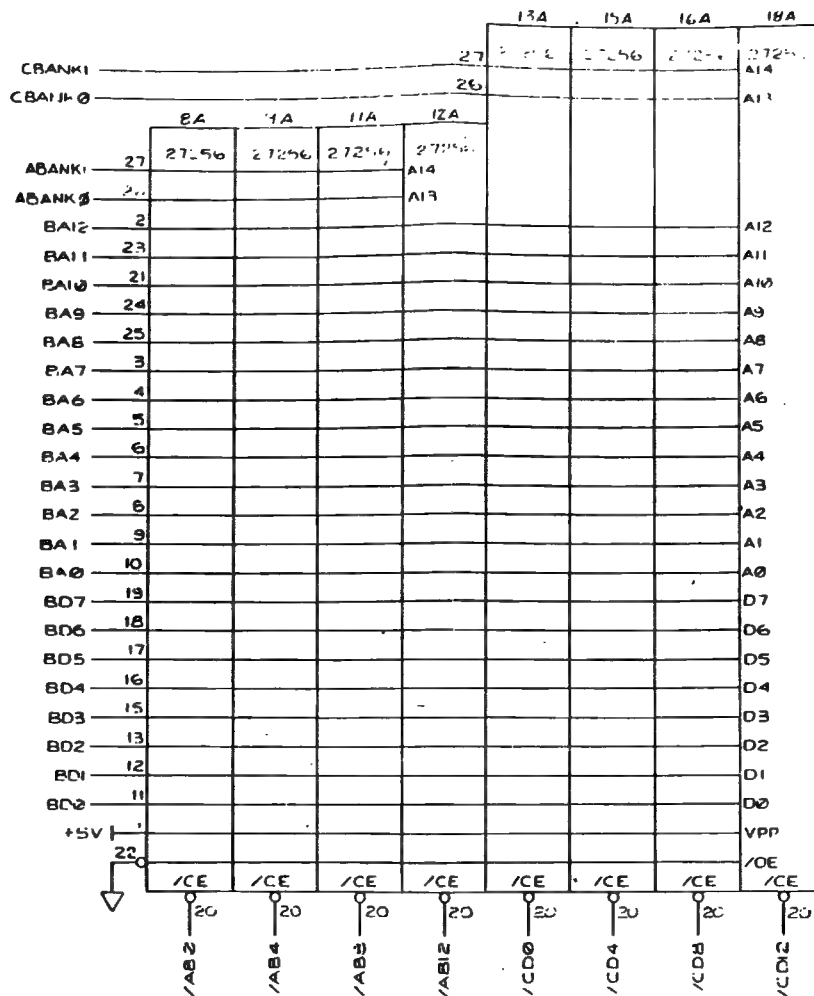 13A 15A 16A 18A
CBANK1 27 A14
CBANK0 26 A13
8A 11A 12A
27256 27256
ABANK1 27 A14
ABANK0 A13
BA12 2 A12
BA11 23 A11
BA10 21 A10
BA9 24 A9
BA8 25 A8
BA7 3 A7
BA6 4 A6
BA5 5 A5
BA4 6 A4
BA3 7 A3
BA2 8 A2
BA1 9 A1
BA0 10 A0
BD7 19 D7
BD6 18 D6
BD5 17 D5
BD4 16 D4
BD3 15 D3
BD2 13 D2
BD1 12 D1
BD0 11 D0
+5V VPP
22 /OE
/CE /CE /CE /CE /CE /CE /CE /CE
20 20 20 20 20 20 20 20
/AB4 /AB12 /CD0 /CD4 /CD8 /CD12